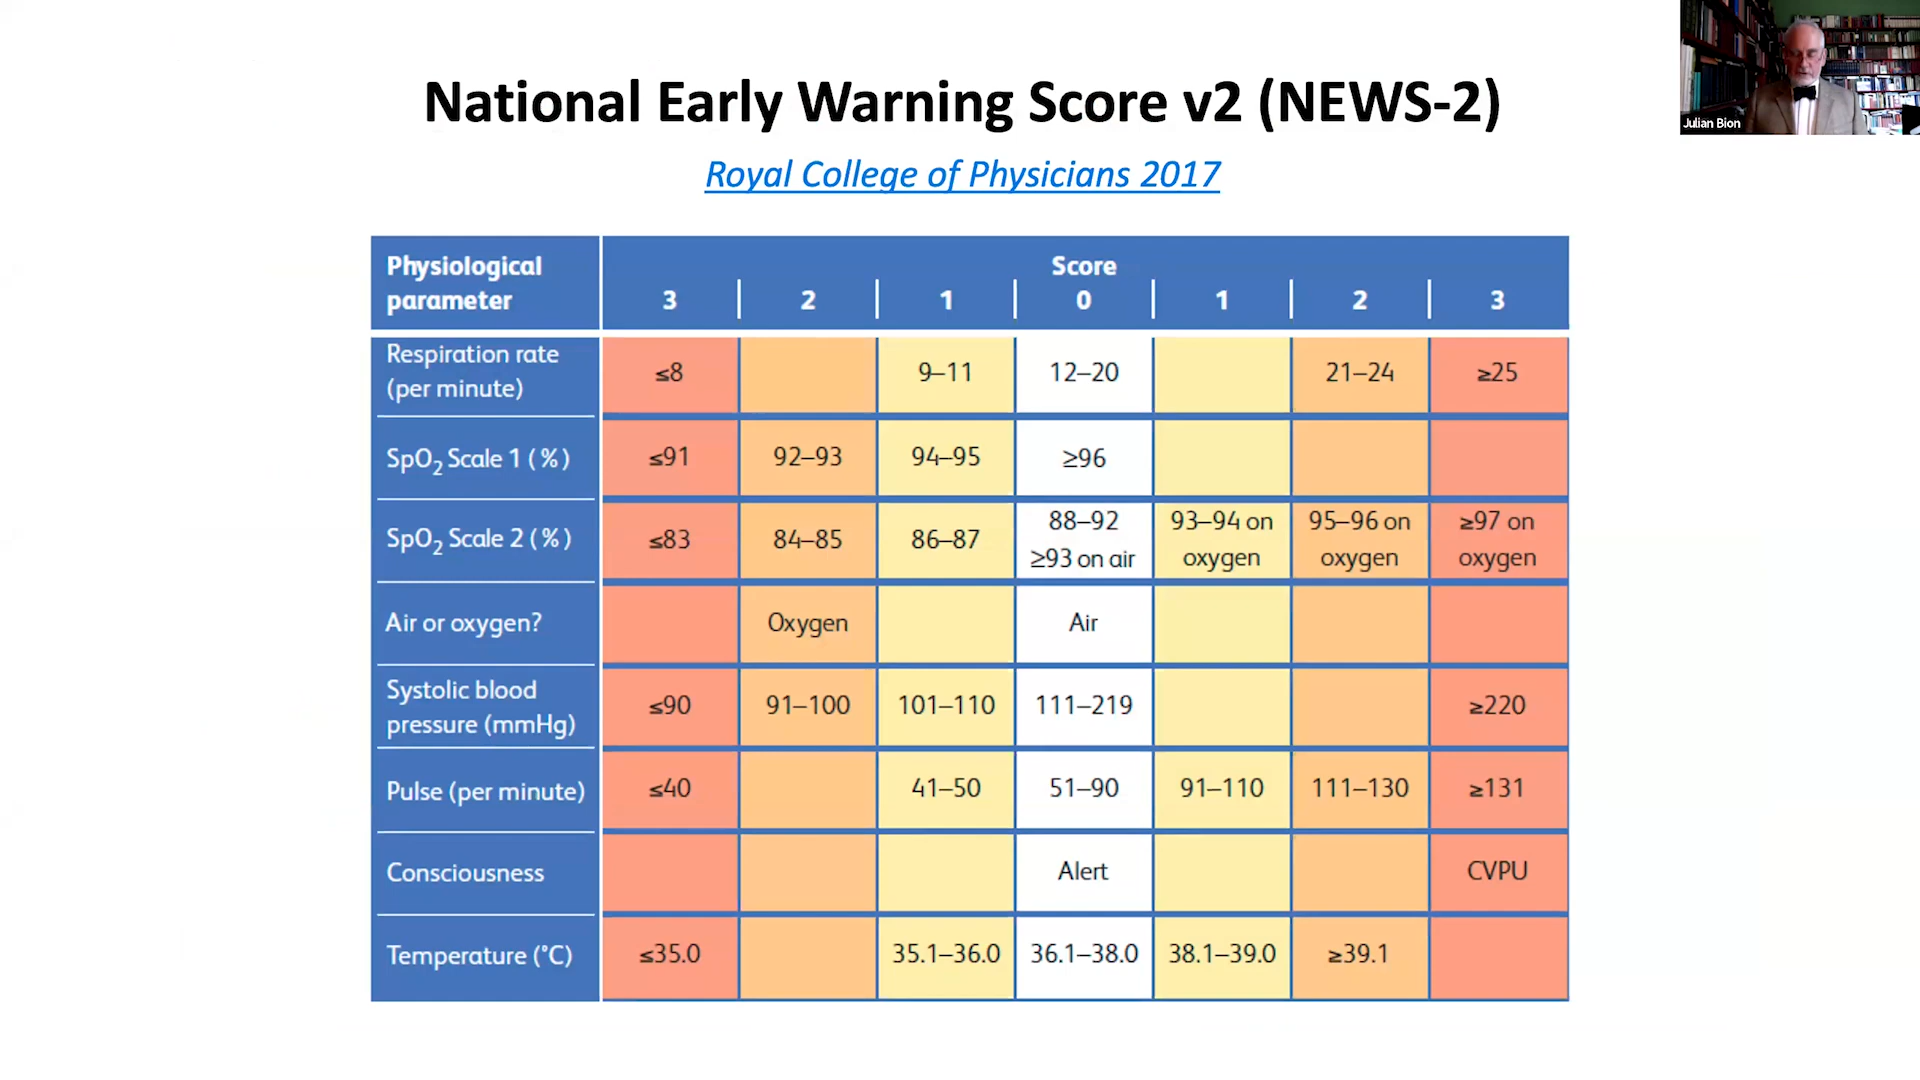 National Early Warning Score v2 (NEWS-2)
Julian Bion
Royal College of Physicians 2017
Physiological
parameter
Score
3 2 1 0 1 2 3
Respiration rate
(per minute)
≤8 9–11 12–20 21–24 ≥25
SpO2 Scale 1 (%)
≤91 92–93 94–95 ≥96
SpO2 Scale 2 (%)
≤83 84–85 86–87
88–92
≥93 on air
93–94 on
oxygen
95–96 on
oxygen
≥97 on
oxygen
Air or oxygen? Oxygen Air
Systolic blood
pressure (mmHg)
≤90 91–100 101–110 111–219 ≥220
Pulse (per minute) ≤40 41–50 51–90 91–110 111–130 ≥131
Consciousness Alert CVPU
Temperature (°C) ≤35.0 35.1–36.0 36.1–38.0 38.1–39.0 ≥39.1